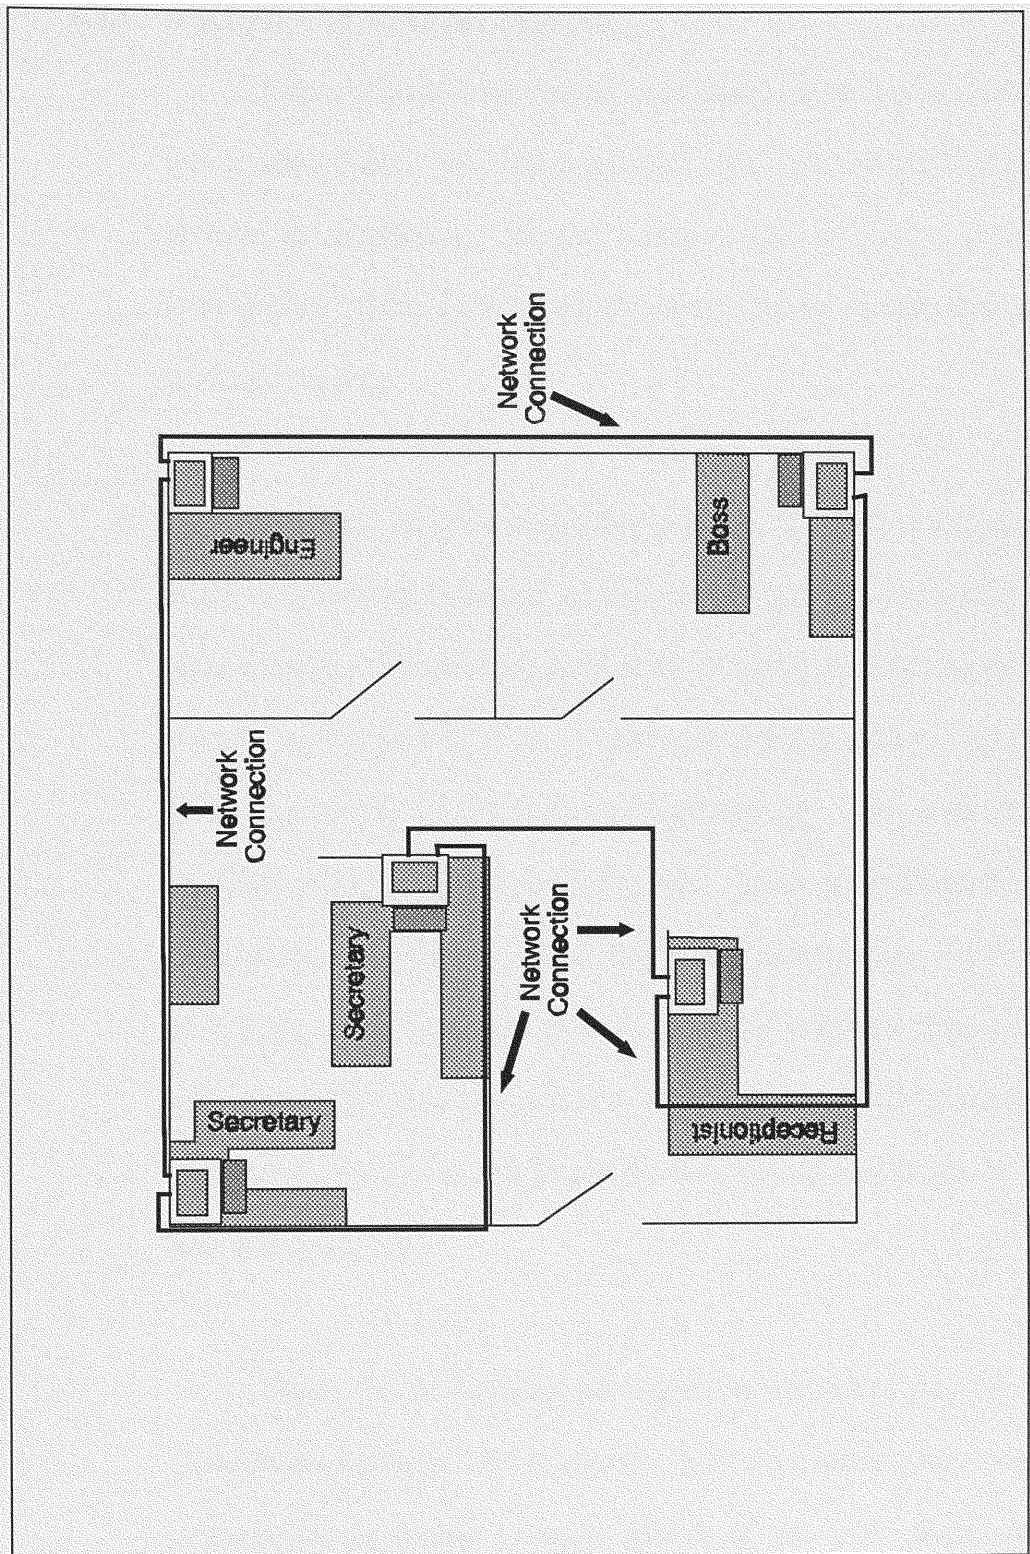 Network
Connection
Engineer
Boss
Network
Connection
Secretary
Network
Connection
Secretary
Receptionist